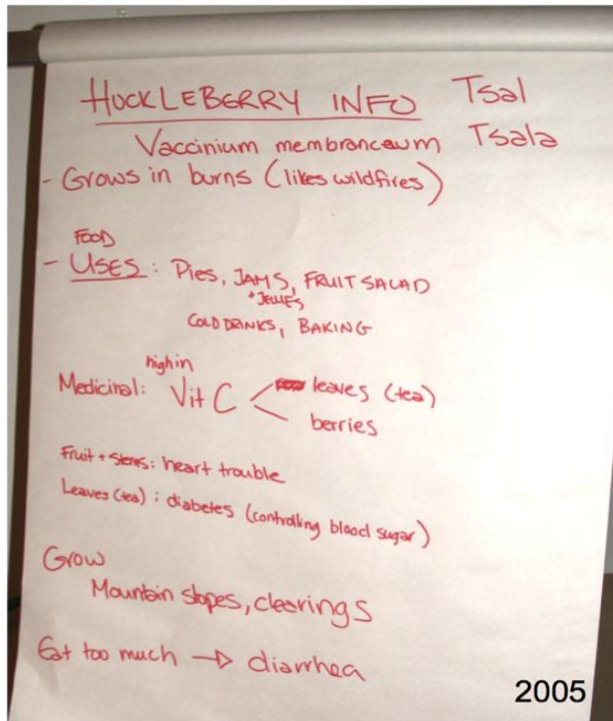 HUCKLEBERRY INFO Tsal
Vaccinium membranceum Tsala
- Grows in burns (likes wildfires)
FOOD
- USES: Pies, JAMS, FRUIT SALAD
+ JELLIES
COLD DRINKS, BAKING
high in
Medicinal: Vit C < leaves (tea)
berries
Fruit + Stems: heart trouble
Leaves (tea): diabetes (controlling blood sugar)
Grow
Mountain slopes, clearings
Eat too much → diarrhea
2005